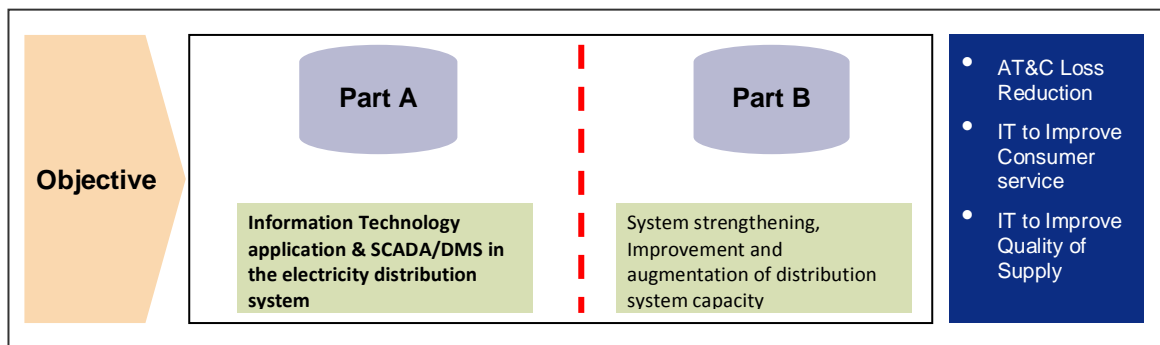 Objective
Part A
Information Technology
application & SCADA/DMS in
the electricity distribution
system
Part B
System strengthening,
Improvement and
augmentation of distribution
system capacity
• AT&C Loss
Reduction
• IT to Improve
Consumer
service
• IT to Improve
Quality of
Supply